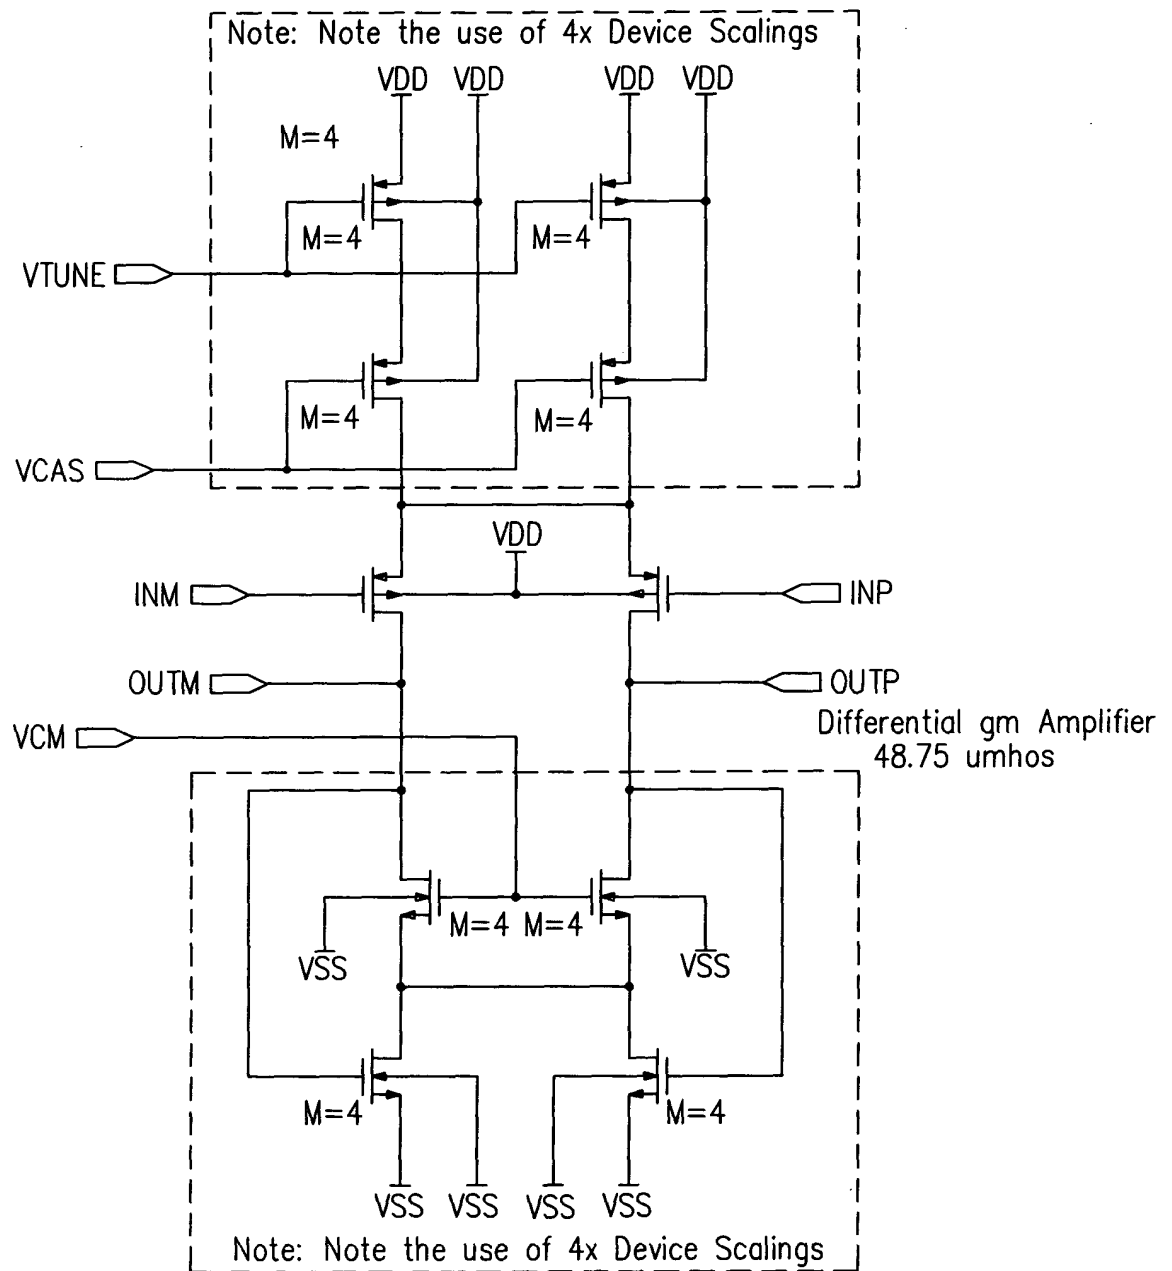 Note: Note the use of 4x Device Scalings
VDD VDD VDD VDD
M=4
M=4 M=4
VTUNE
M=4 M=4
VCAS
VDD
INM INP
OUTM OUTP
VCM Differential gm Amplifier
48.75 umhos
M=4 M=4
VSS VSS
M=4 M=4
VSS VSS VSS VSS
Note: Note the use of 4x Device Scalings